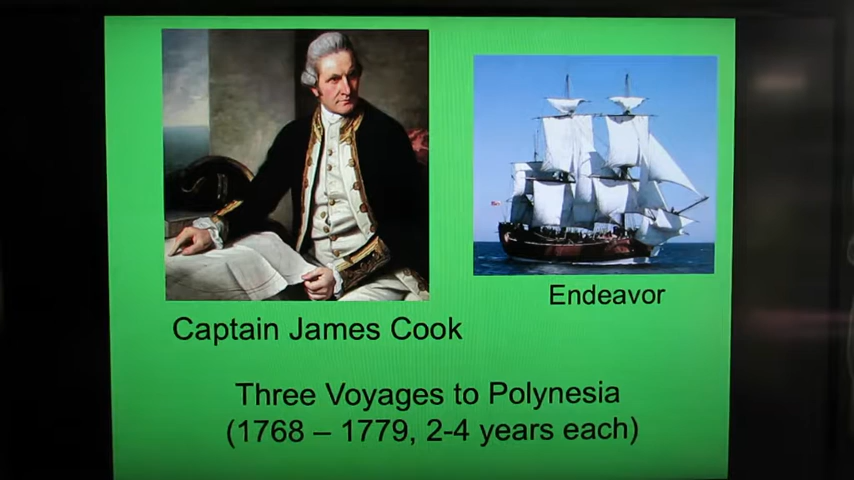 Endeavor
Captain James Cook
Three Voyages to Polynesia
(1768 – 1779, 2-4 years each)